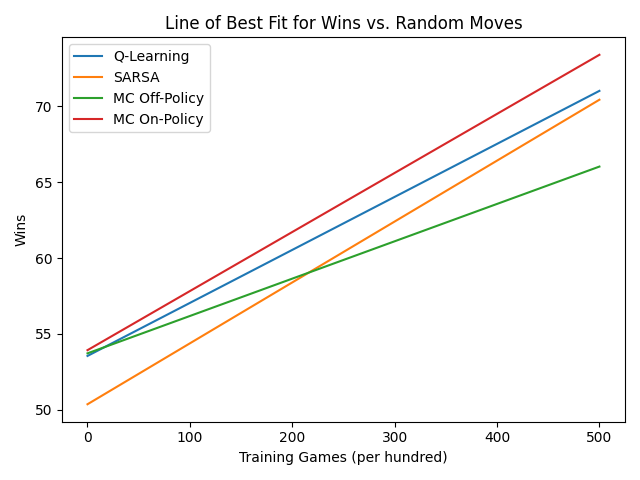 Line of Best Fit for Wins vs. Random Moves
Q-Learning
SARSA
MC Off-Policy
MC On-Policy
Wins
70
65
60
55
50
0 100 200 300 400 500
Training Games (per hundred)